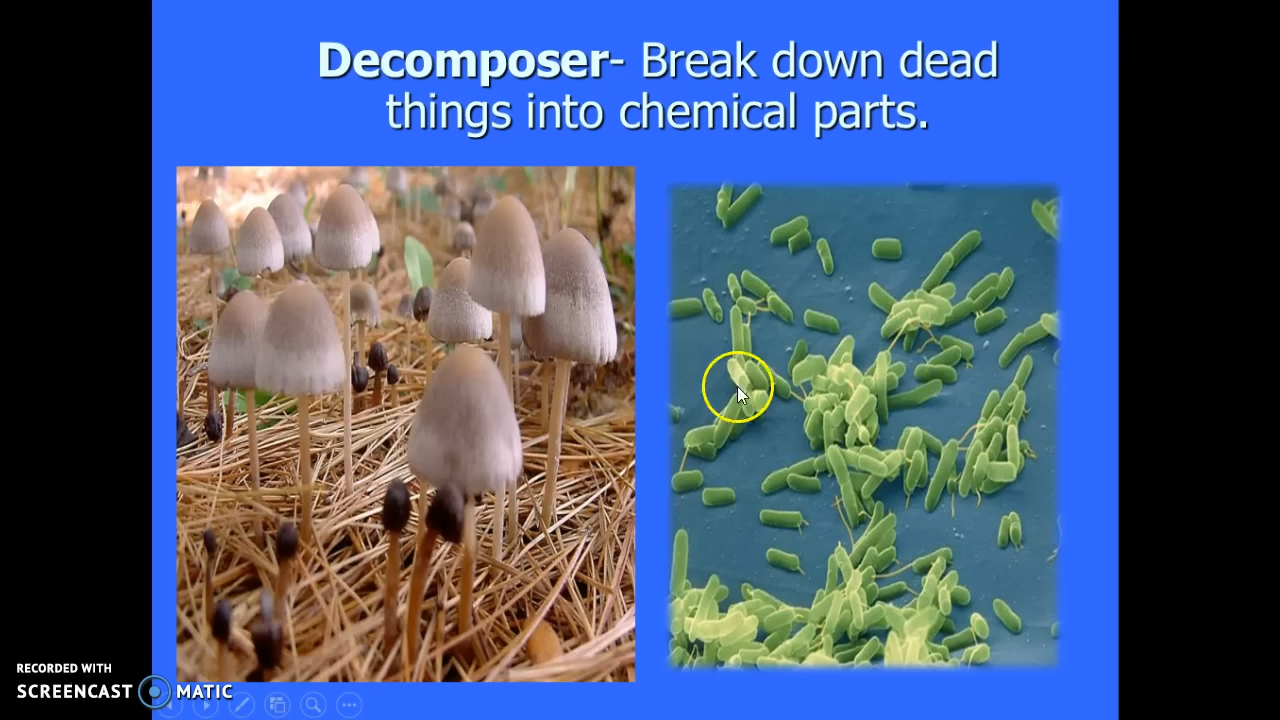 Decomposer- Break down dead
things into chemical parts.
RECORDED WITH
SCREENCAST MATIC